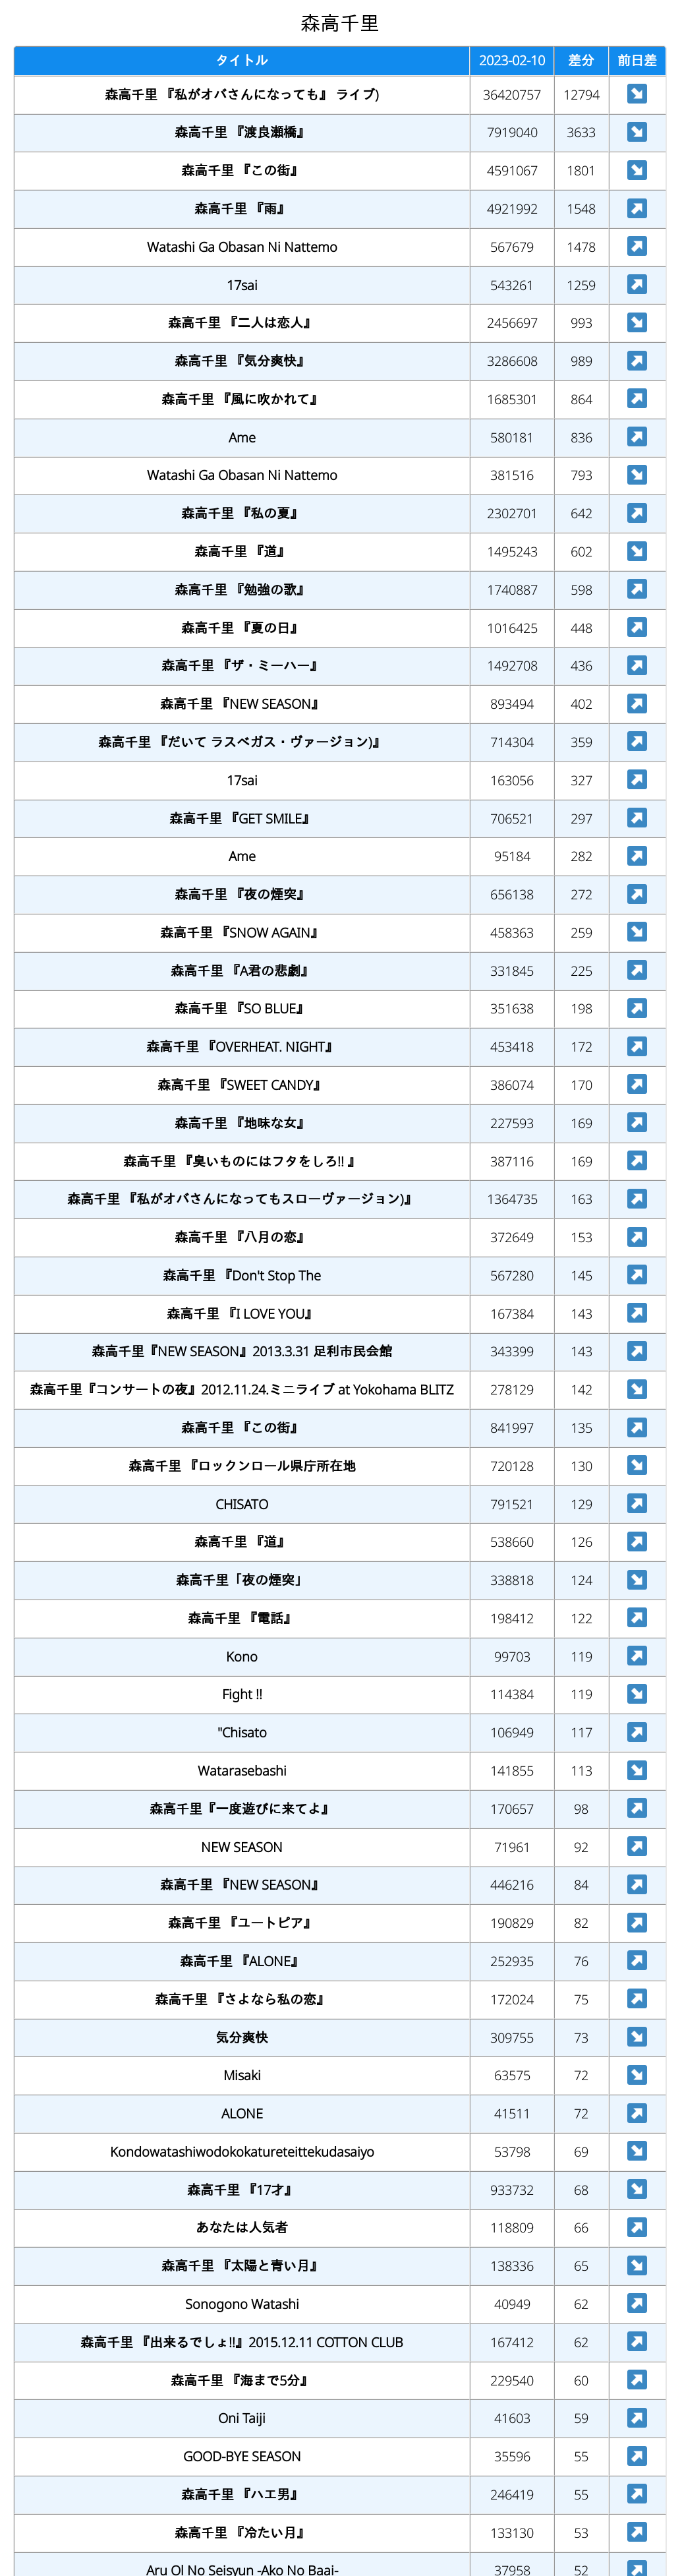 森高千里
タイトル 2023-02-10 差分 前日差
森高千里 『私がオバさんになっても』 ライブ) 36420757 12794
森高千里 『渡良瀬橋』 7919040 3633
森高千里 『この街』 4591067 1801
森高千里 『雨』 4921992 1548
Watashi Ga Obasan Ni Nattemo 567679 1478
17sai 543261 1259
森高千里 『二人は恋人』 2456697 993
森高千里 『気分爽快』 3286608 989
森高千里 『風に吹かれて』 1685301 864
Ame 580181 836
Watashi Ga Obasan Ni Nattemo 381516 793
森高千里 『私の夏』 2302701 642
森高千里 『道』 1495243 602
森高千里 『勉強の歌』 1740887 598
森高千里 『夏の日』 1016425 448
森高千里 『ザ・ミーハー』 1492708 436
森高千里 『NEW SEASON』 893494 402
森高千里 『だいて ラスベガス・ヴァージョン)』 714304 359
17sai 163056 327
森高千里 『GET SMILE』 706521 297
Ame 95184 282
森高千里 『夜の煙突』 656138 272
森高千里 『SNOW AGAIN』 458363 259
森高千里 『A君の悲劇』 331845 225
森高千里 『SO BLUE』 351638 198
森高千里 『OVERHEAT. NIGHT』 453418 172
森高千里 『SWEET CANDY』 386074 170
森高千里 『地味な女』 227593 169
森高千里 『臭いものにはフタをしろ!! 』 387116 169
森高千里 『私がオバさんになってもスローヴァージョン)』 1364735 163
森高千里 『八月の恋』 372649 153
森高千里 『Don't Stop The 567280 145
森高千里 『I LOVE YOU』 167384 143
森高千里『NEW SEASON』2013.3.31 足利市民会館 343399 143
森高千里『コンサートの夜』2012.11.24.ミニライブ at Yokohama BLITZ 278129 142
森高千里 『この街』 841997 135
森高千里 『ロックンロール県庁所在地 720128 130
CHISATO 791521 129
森高千里 『道』 538660 126
森高千里「夜の煙突」 338818 124
森高千里 『電話』 198412 122
Kono 99703 119
Fight !! 114384 119
"Chisato 106949 117
Watarasebashi 141855 113
森高千里『一度遊びに来てよ』 170657 98
NEW SEASON 71961 92
森高千里 『NEW SEASON』 446216 84
森高千里 『ユートピア』 190829 82
森高千里 『ALONE』 252935 76
森高千里 『さよなら私の恋』 172024 75
気分爽快 309755 73
Misaki 63575 72
ALONE 41511 72
Kondowatashiwodokokatureteittekudasaiyo 53798 69
森高千里 『17才』 933732 68
あなたは人気者 118809 66
森高千里 『太陽と青い月』 138336 65
Sonogono Watashi 40949 62
森高千里 『出来るでしょ!!』2015.12.11 COTTON CLUB 167412 62
森高千里 『海まで5分』 229540 60
Oni Taiji 41603 59
GOOD-BYE SEASON 35596 55
森高千里 『ハエ男』 246419 55
森高千里 『冷たい月』 133130 53
Aru Ol No Seisyun -Ako No Baai- 37958 52